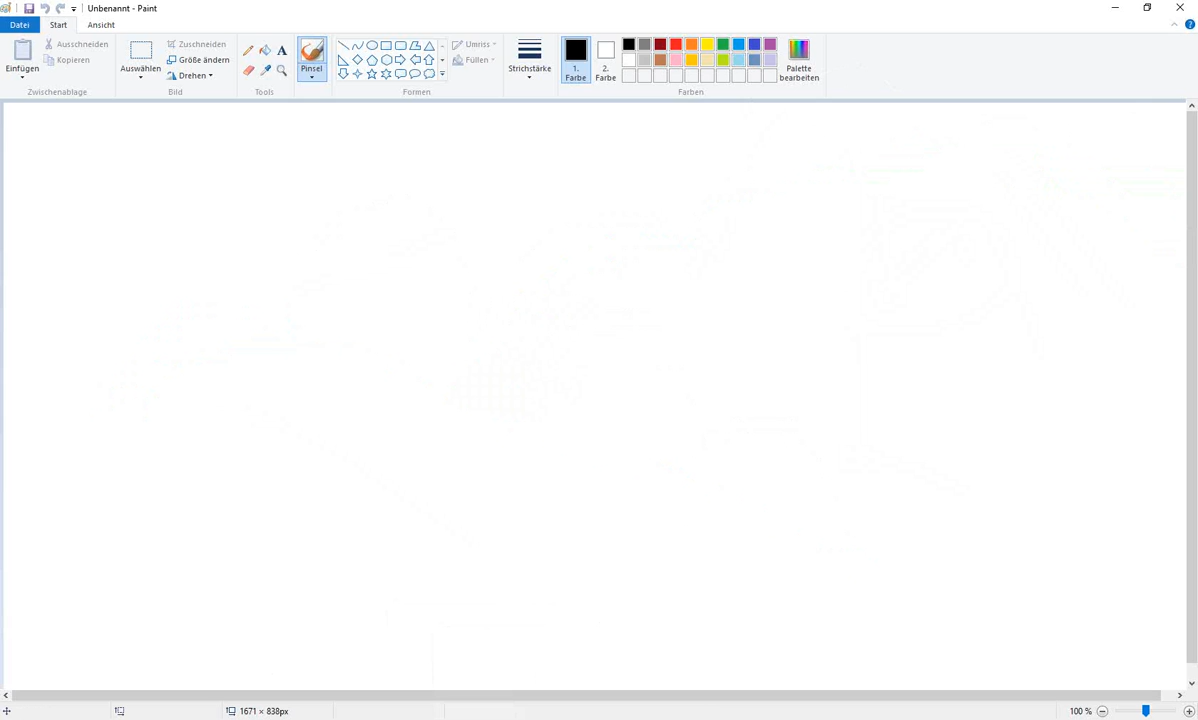 Unbenannt - Paint
Datei Start Ansicht
Einfügen
Ausschneiden
Kopieren
Zwischenablage
Auswählen
Zuschneiden
Größe ändern
Drehen
Bild
A
Tools
Pinsel
Umriss
Füllen
Formen
Strichstärke
1. Farbe
2. Farbe
Palette bearbeiten
Farben
1671 × 838px
100 %